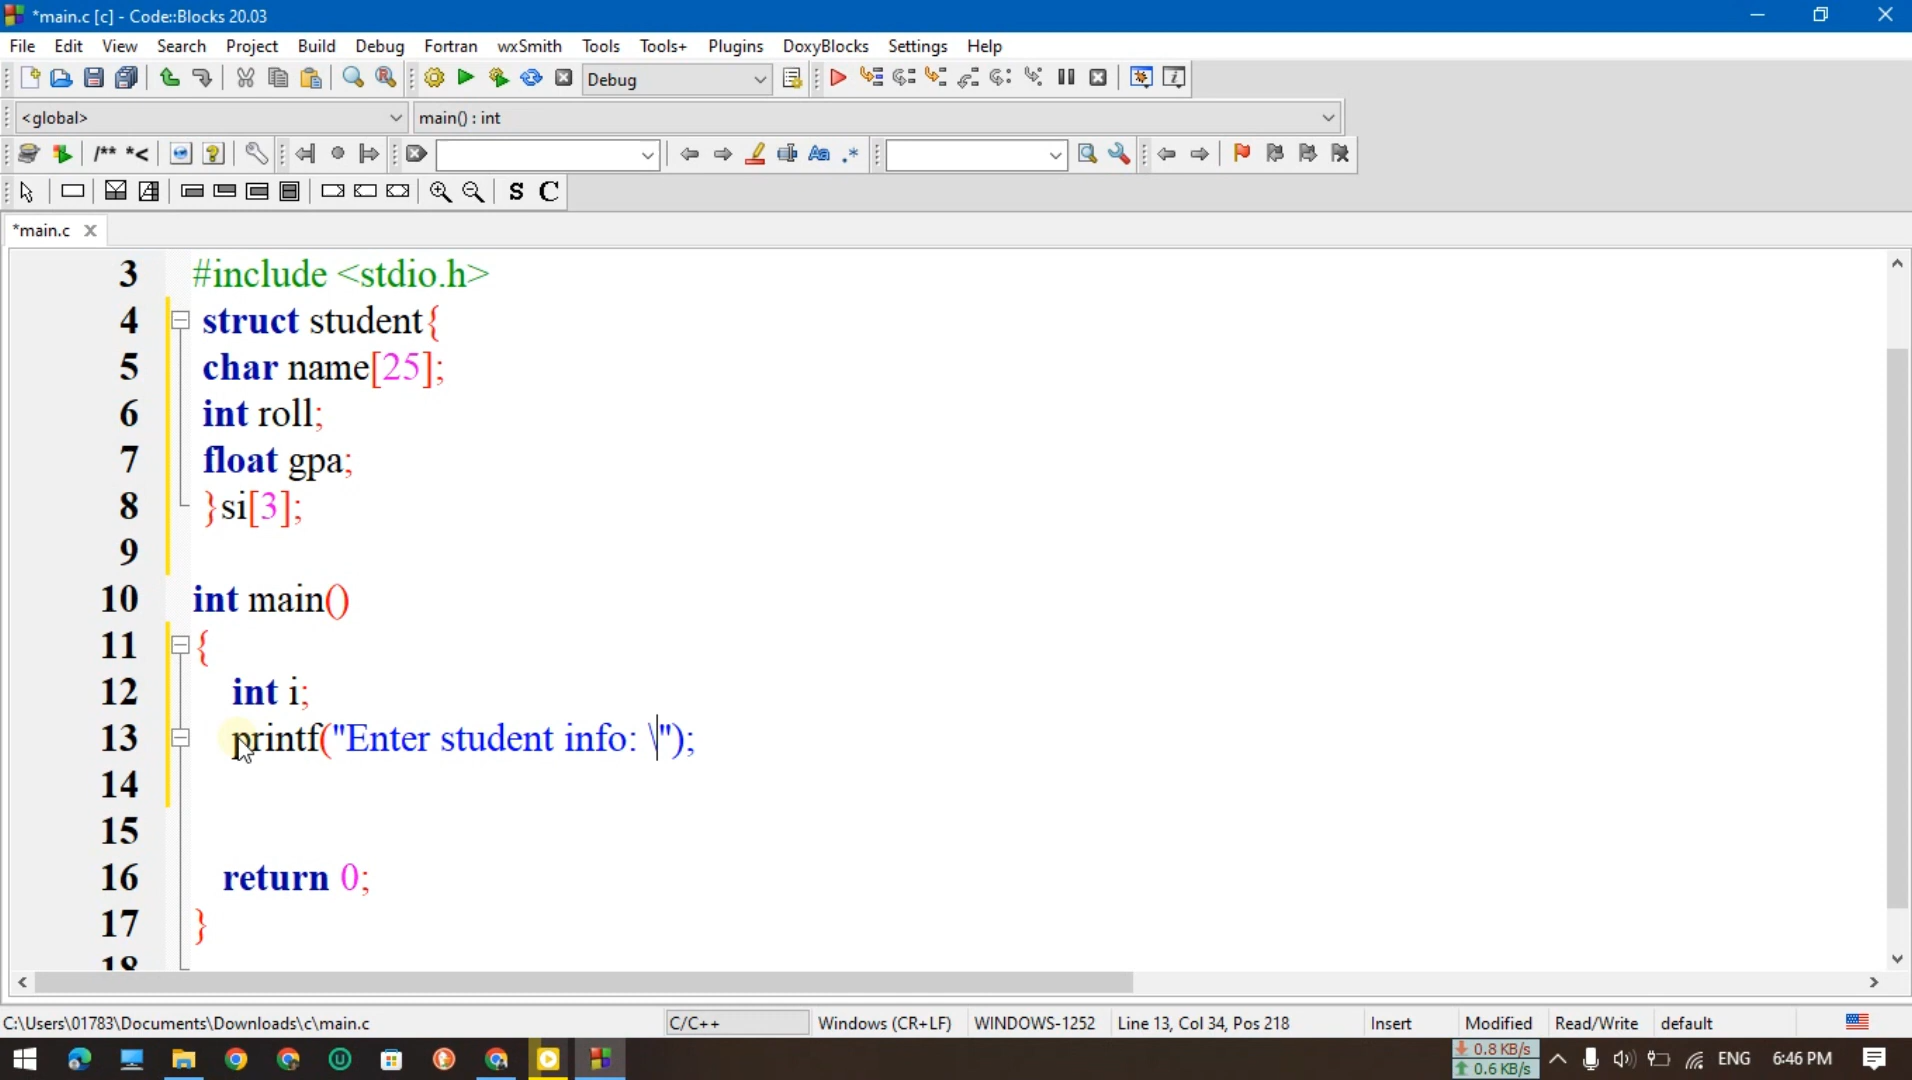 *main.c [c] - Code::Blocks 20.03
File Edit View Search Project Build Debug Fortran wxSmith Tools Tools+ Plugins DoxyBlocks Settings Help
Debug
<global> main() : int
/** *< Aa .*
S C
*main.c
3 #include <stdio.h>
4 struct student{
5 char name[25];
6 int roll;
7 float gpa;
8 }si[3];
9
10 int main()
11 {
12 int i;
13 printf("Enter student info: \");
14
15
16 return 0;
17 }
18
C:\Users\01783\Documents\Downloads\c\main.c C/C++ Windows (CR+LF) WINDOWS-1252 Line 13, Col 34, Pos 218 Insert Modified Read/Write default
0.8 KB/s
0.6 KB/s
ENG 6:46 PM